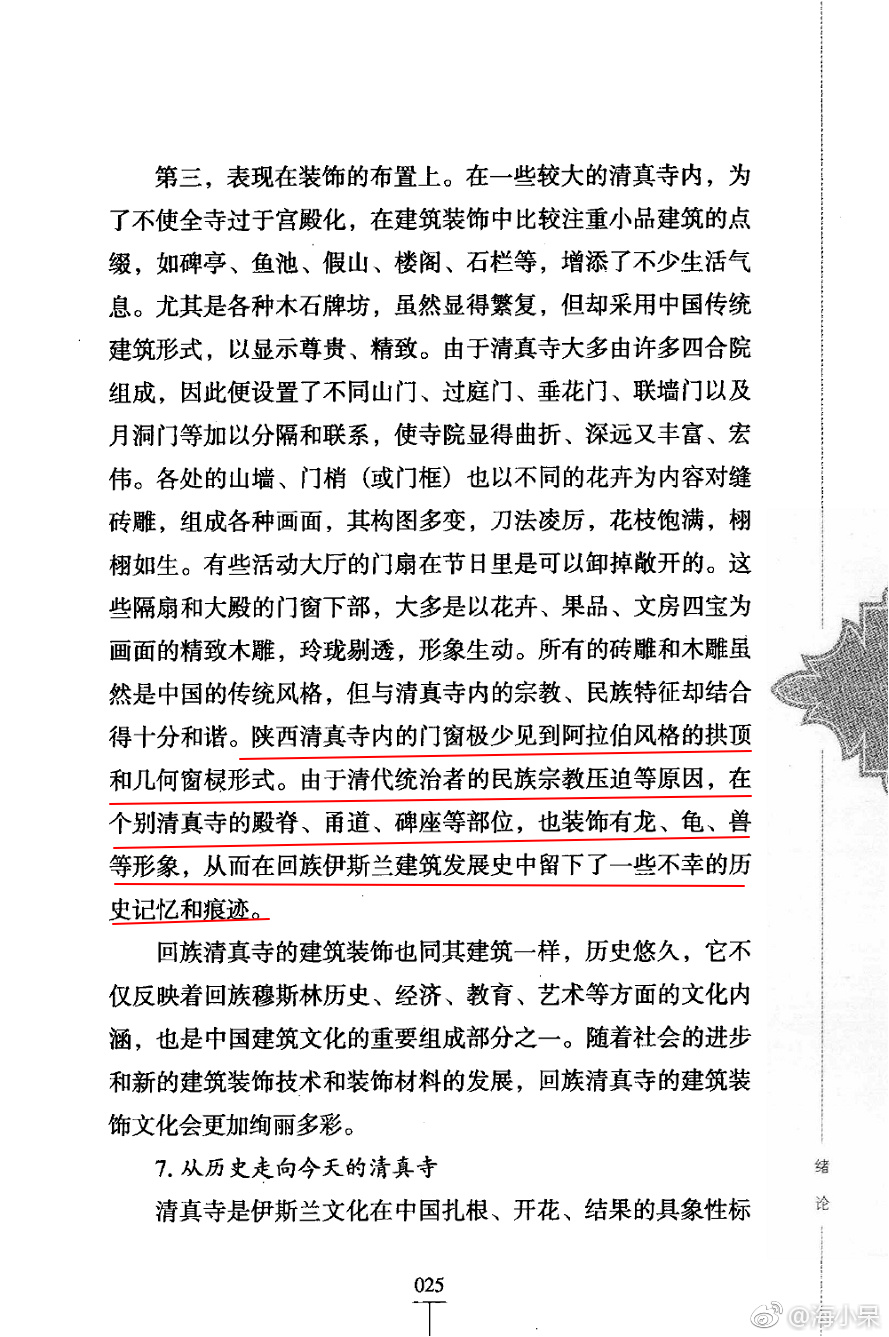 第三，表现在装饰的布置上。在一些较大的清真寺内，为
了不使全寺过于宫殿化，在建筑装饰中比较注重小品建筑的点
缀，如碑亭、鱼池、假山、楼阁、石栏等，增添了不少生活气
息。尤其是各种木石牌坊，虽然显得繁复，但却采用中国传统
建筑形式，以显示尊贵、精致。由于清真寺大多由许多四合院
组成，因此便设置了不同山门、过庭门、垂花门、联墙门以及
月洞门等加以分隔和联系，使寺院显得曲折、深远又丰富、宏
伟。各处的山墙、门梢（或门框）也以不同的花卉为内容对缝
砖雕，组成各种画面，其构图多变，刀法凌厉，花枝饱满，栩
栩如生。有些活动大厅的门扇在节日里是可以卸掉敞开的。这
些隔扇和大殿的门窗下部，大多是以花卉、果品、文房四宝为
画面的精致木雕，玲珑剔透，形象生动。所有的砖雕和木雕虽
然是中国的传统风格，但与清真寺内的宗教、民族特征却结合
得十分和谐。陕西清真寺内的门窗极少见到阿拉伯风格的拱顶
和几何窗棂形式。由于清代统治者的民族宗教压迫等原因，在
个别清真寺的殿脊、甬道、碑座等部位，也装饰有龙、龟、兽
等形象，从而在回族伊斯兰建筑发展史中留下了一些不幸的历
史记忆和痕迹。
回族清真寺的建筑装饰也同其建筑一样，历史悠久，它不
仅反映着回族穆斯林历史、经济、教育、艺术等方面的文化内
涵，也是中国建筑文化的重要组成部分之一。随着社会的进步
和新的建筑装饰技术和装饰材料的发展，回族清真寺的建筑装
饰文化会更加绚丽多彩。
7. 从历史走向今天的清真寺
清真寺是伊斯兰文化在中国扎根、开花、结果的具象性标
绪论
025
@海小呆